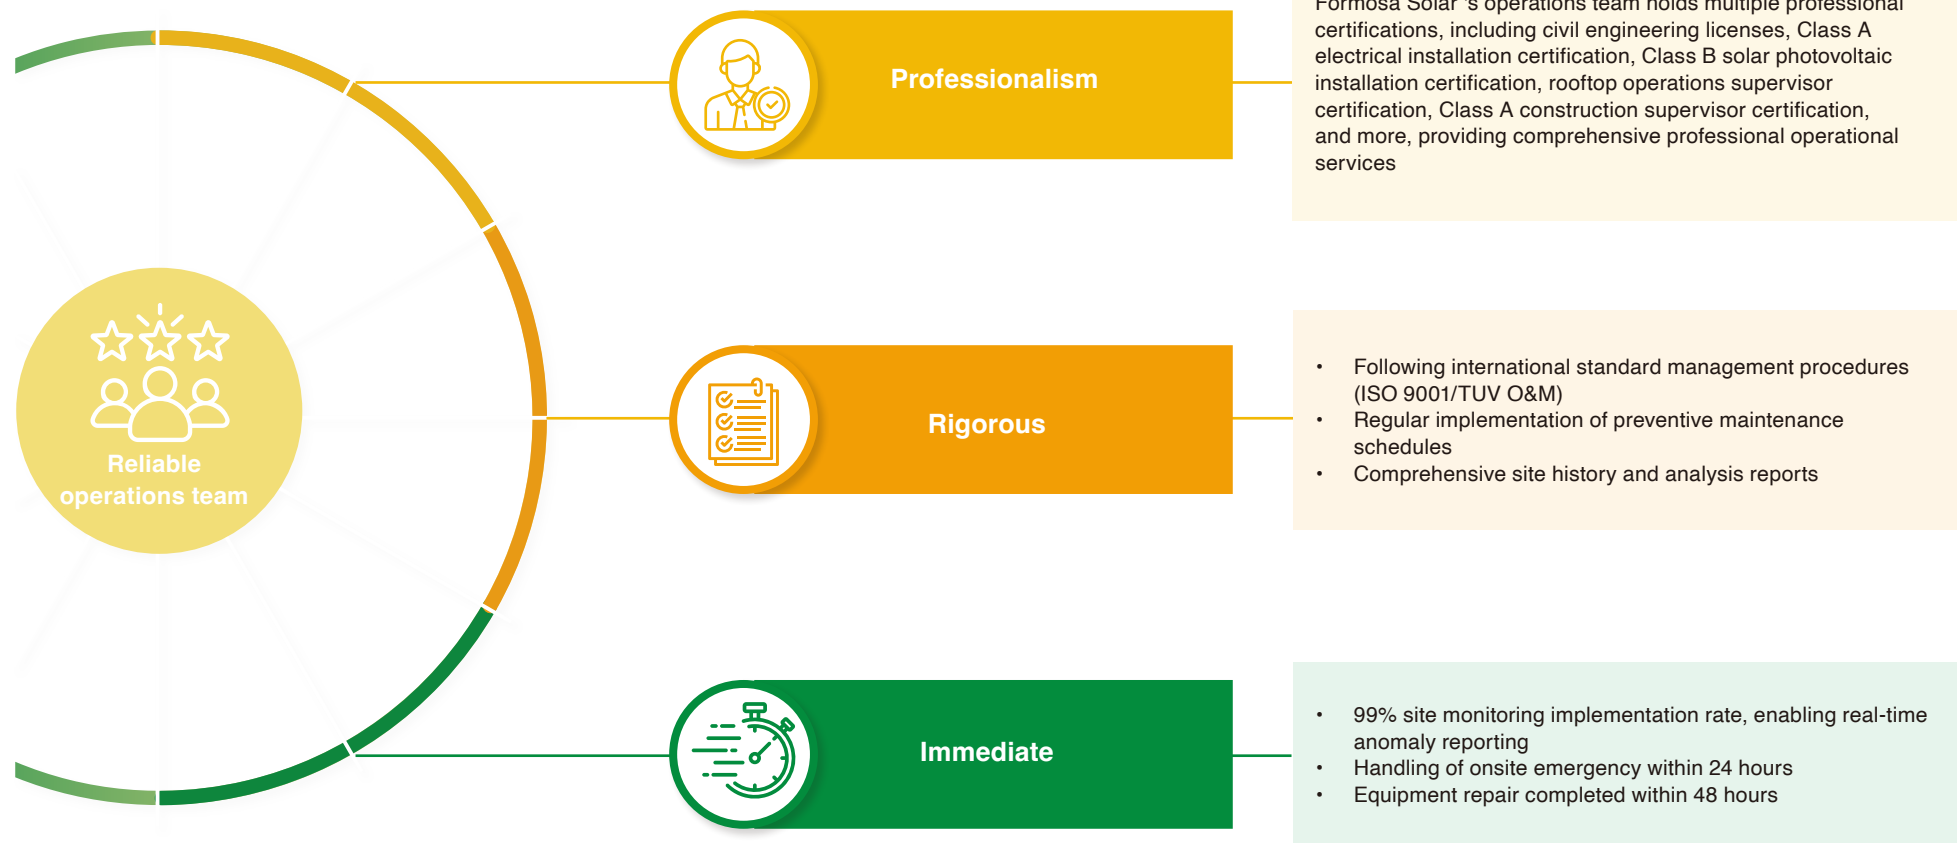 Formosa Solar 's operations team holds multiple professional
certifications, including civil engineering licenses, Class A
electrical installation certification, Class B solar photovoltaic
installation certification, rooftop operations supervisor
certification, Class A construction supervisor certification,
and more, providing comprehensive professional operational
services
Professionalism
Reliable
operations team
Rigorous
• Following international standard management procedures
(ISO 9001/TUV O&M)
• Regular implementation of preventive maintenance
schedules
• Comprehensive site history and analysis reports
Immediate
• 99% site monitoring implementation rate, enabling real-time
anomaly reporting
• Handling of onsite emergency within 24 hours
• Equipment repair completed within 48 hours